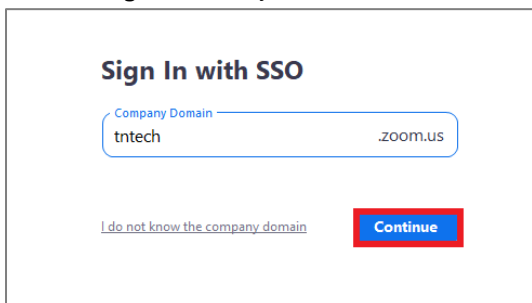 Sign In with SSO
Company Domain
tntech .zoom.us
I do not know the company domain Continue